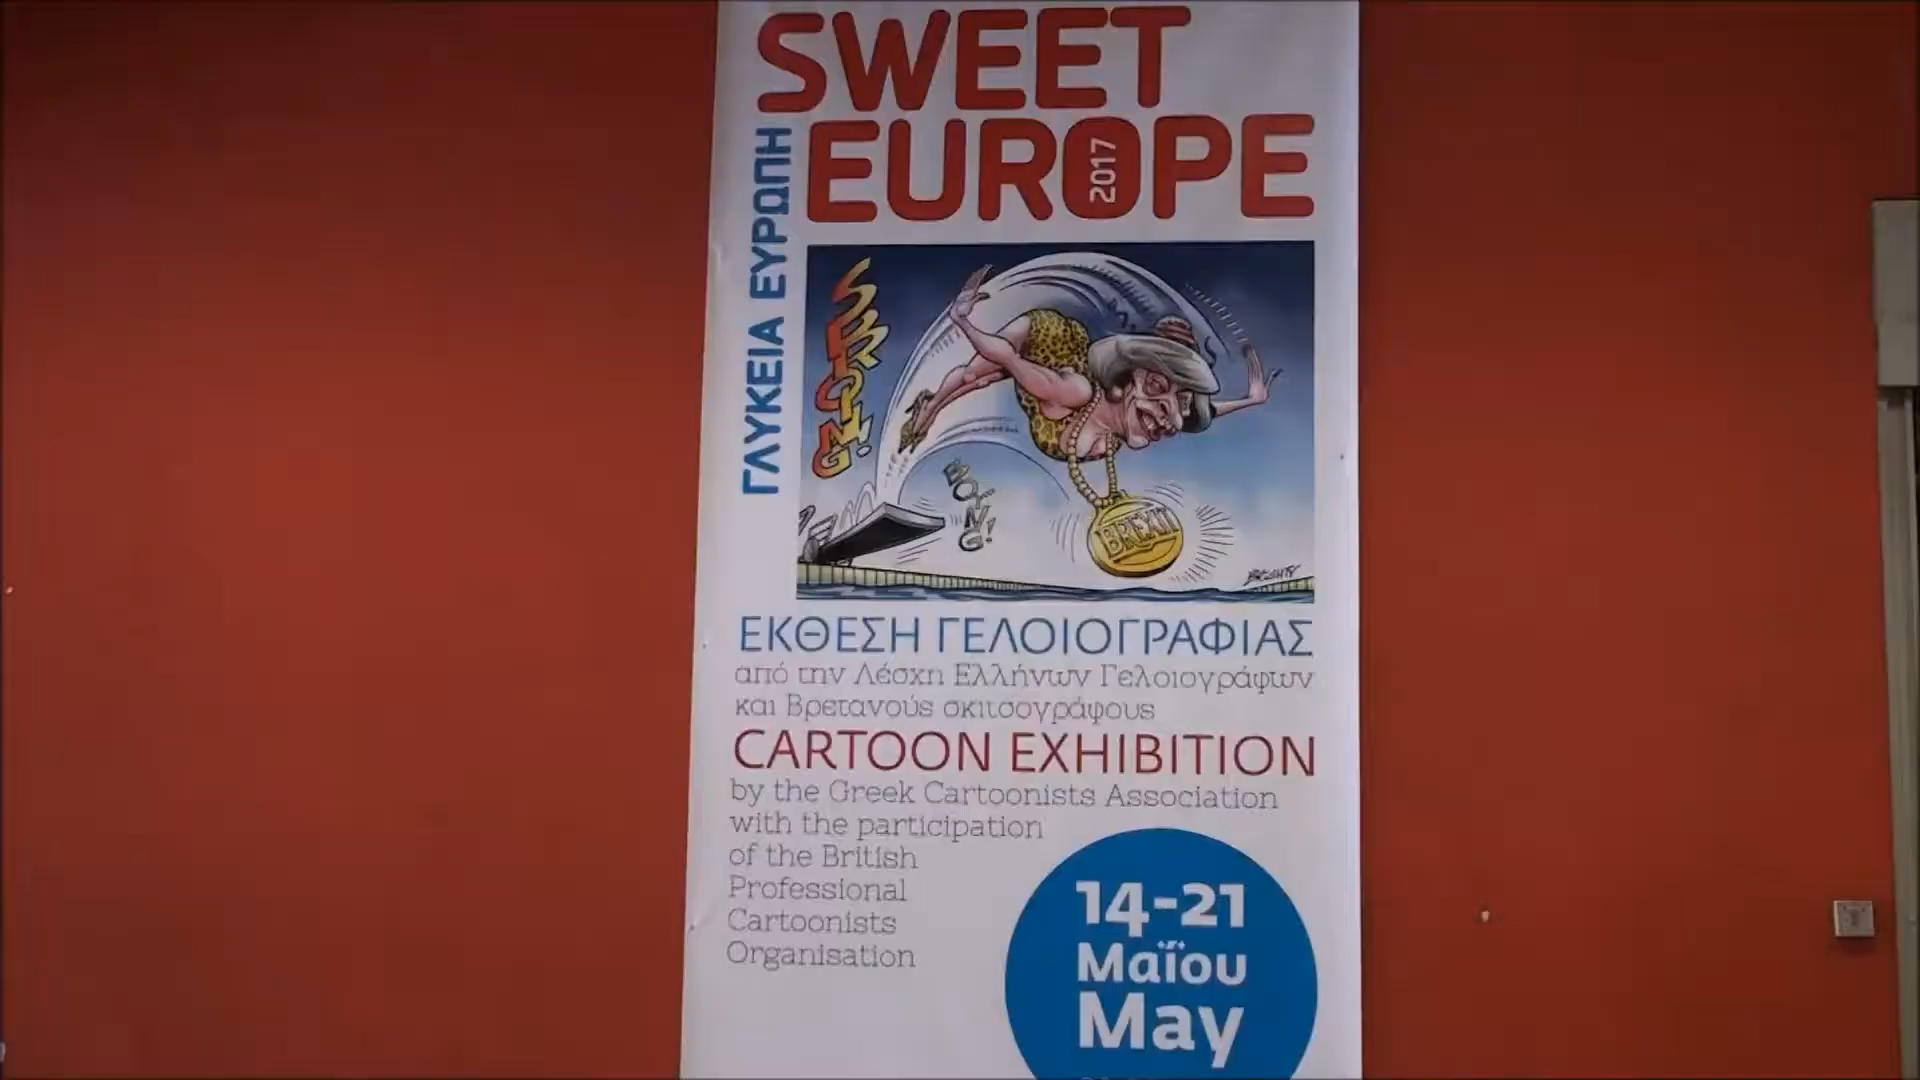 SWEET
EUROPE
2017
ΓΛΥΚΕΙΑ ΕΥΡΩΠΗ
BOING!
BREXIT
BRIGHTY
ΕΚΘΕΣΗ ΓΕΛΟΙΟΓΡΑΦΙΑΣ
από την Λέσχη Ελλήνων Γελοιογράφων
και Βρετανούς σκιτσογράφους
CARTOON EXHIBITION
by the Greek Cartoonists Association
with the participation
of the British
Professional
Cartoonists
Organisation
14-21
Μαΐου
May